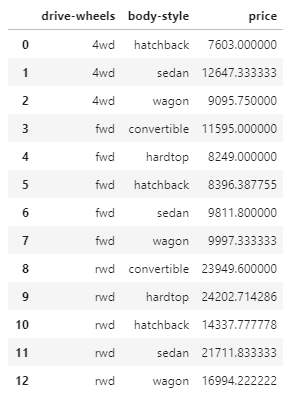 drive-wheels body-style price
0 4wd hatchback 7603.000000
1 4wd sedan 12647.333333
2 4wd wagon 9095.750000
3 fwd convertible 11595.000000
4 fwd hardtop 8249.000000
5 fwd hatchback 8396.387755
6 fwd sedan 9811.800000
7 fwd wagon 9997.333333
8 rwd convertible 23949.600000
9 rwd hardtop 24202.714286
10 rwd hatchback 14337.777778
11 rwd sedan 21711.833333
12 rwd wagon 16994.222222